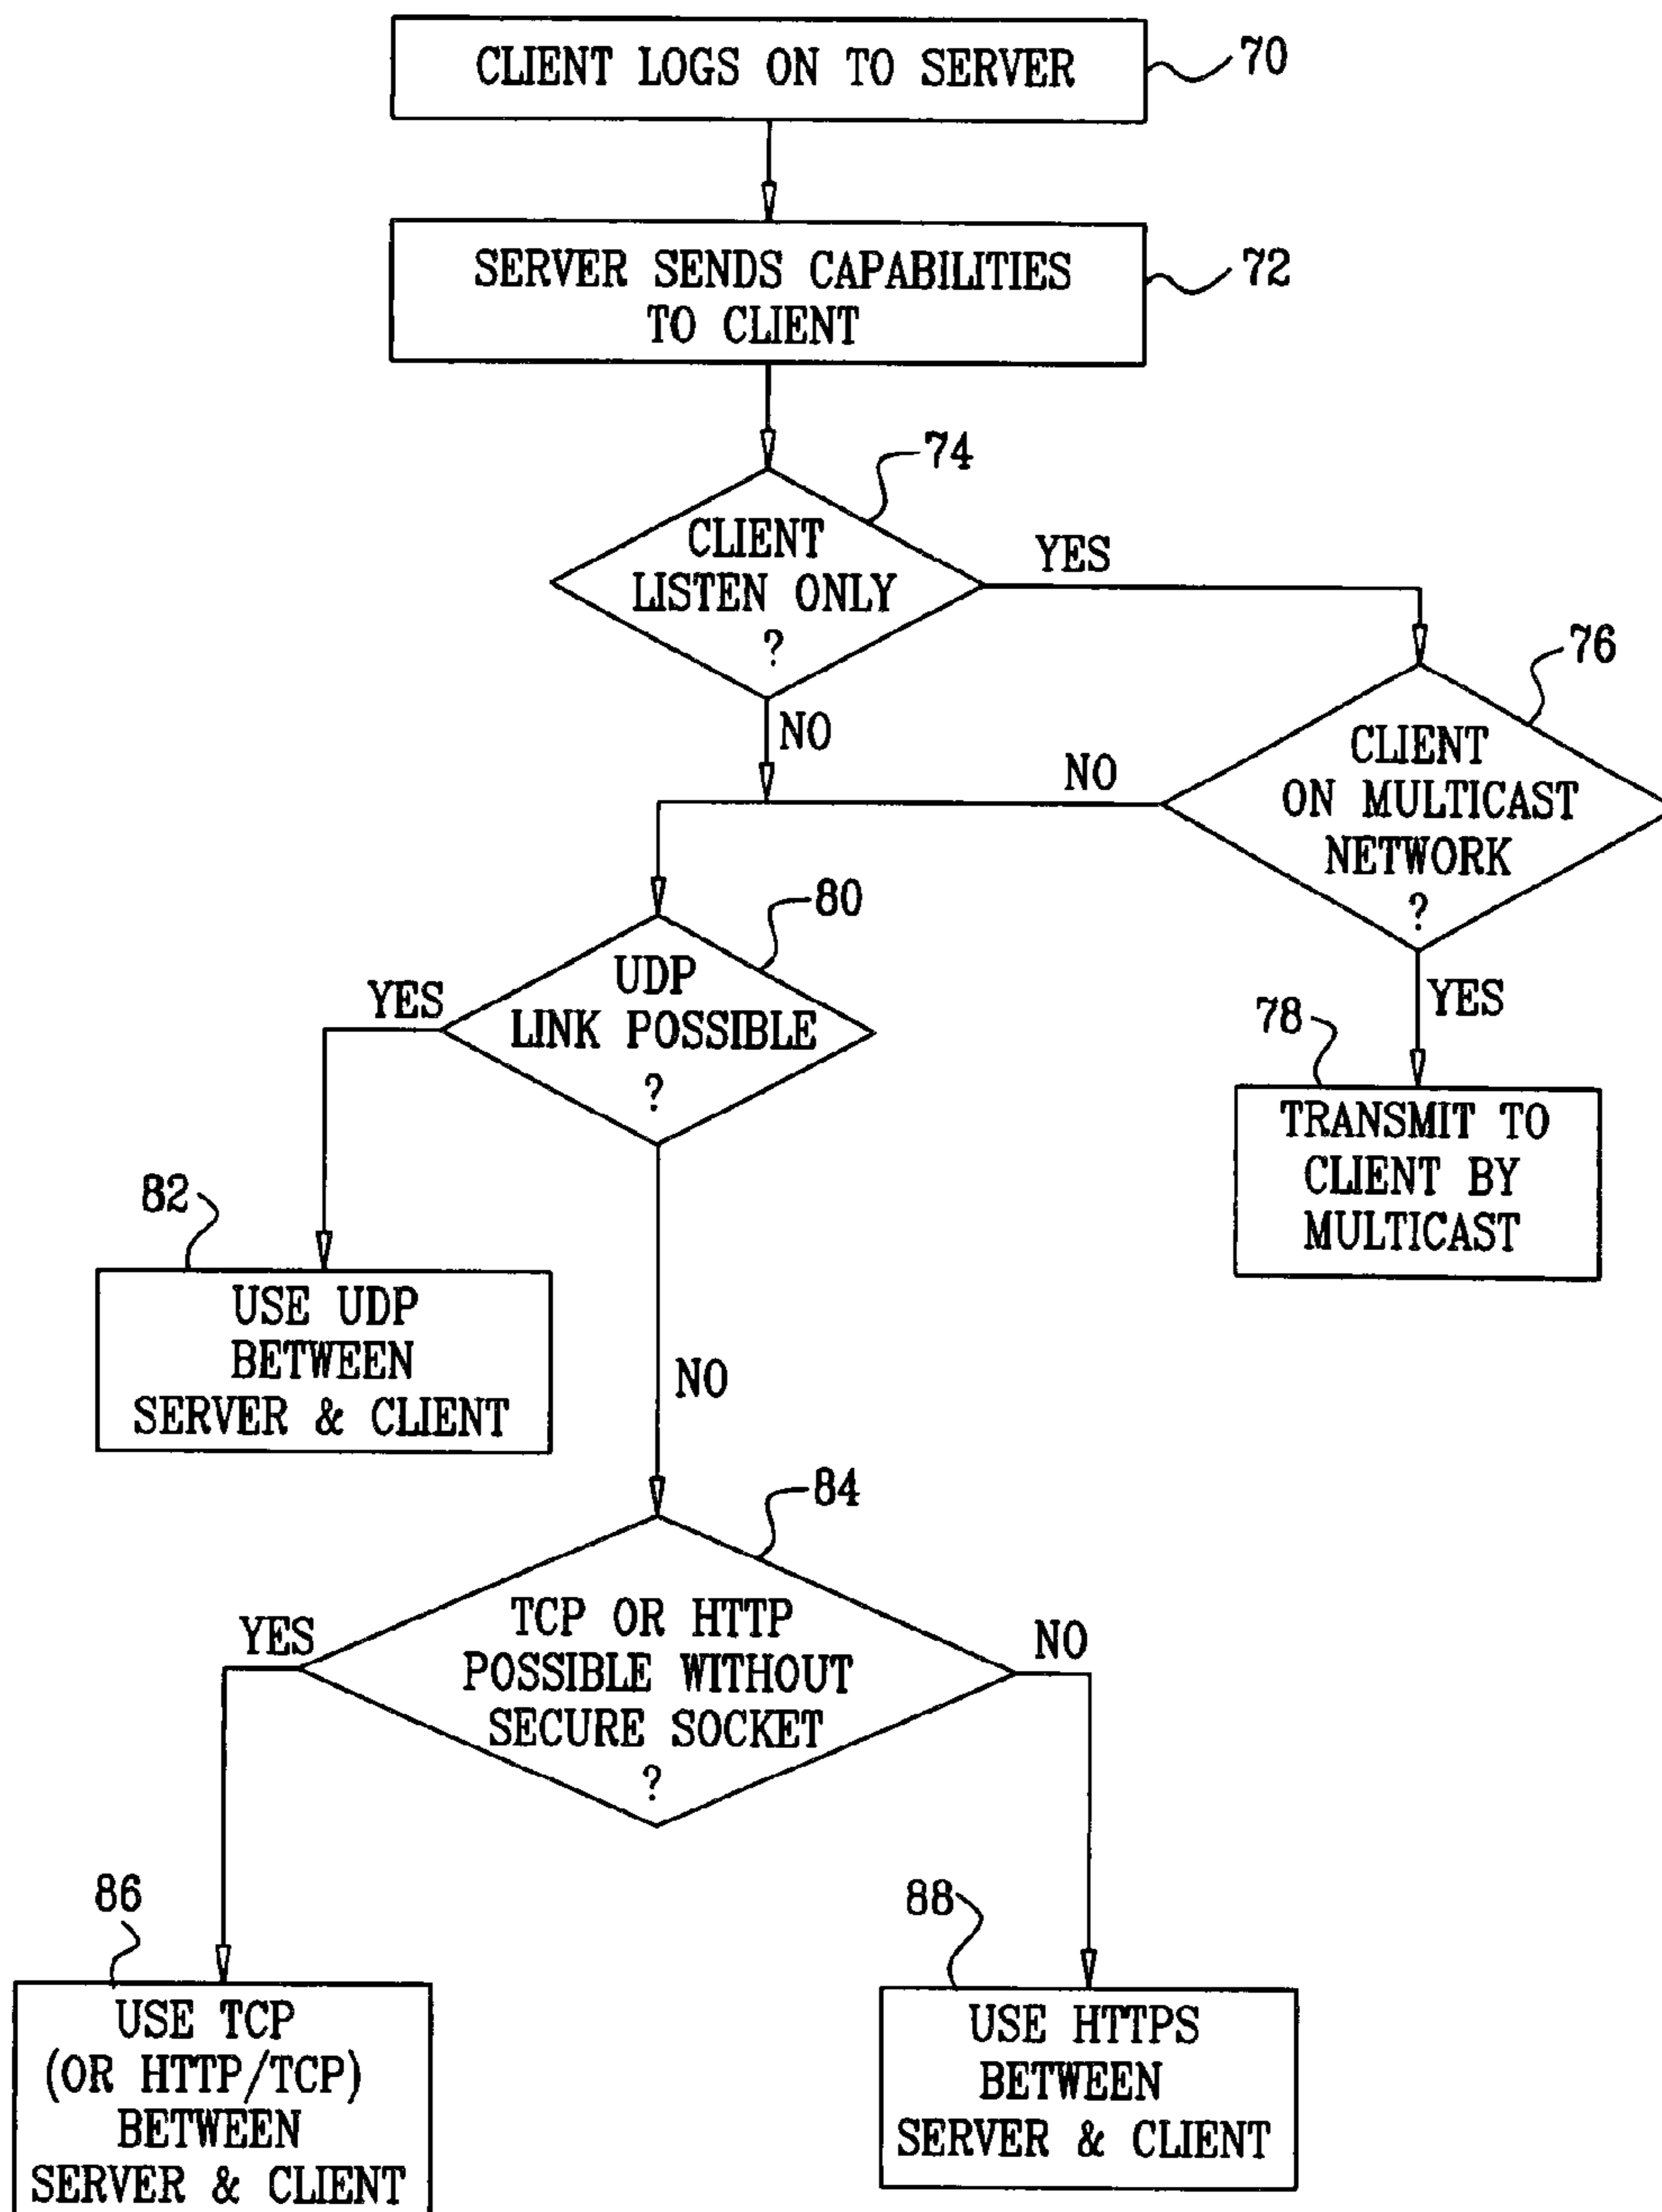 CLIENT LOGS ON TO SERVER
70
SERVER SENDS CAPABILITIES
TO CLIENT
72
74
CLIENT
LISTEN ONLY
?
YES
NO
76
CLIENT
ON MULTICAST
NETWORK
?
NO
YES
78
TRANSMIT TO
CLIENT BY
MULTICAST
80
UDP
LINK POSSIBLE
?
YES
82
USE UDP
BETWEEN
SERVER & CLIENT
NO
84
TCP OR HTTP
POSSIBLE WITHOUT
SECURE SOCKET
?
YES
NO
86
USE TCP
(OR HTTP/TCP)
BETWEEN
SERVER & CLIENT
88
USE HTTPS
BETWEEN
SERVER & CLIENT